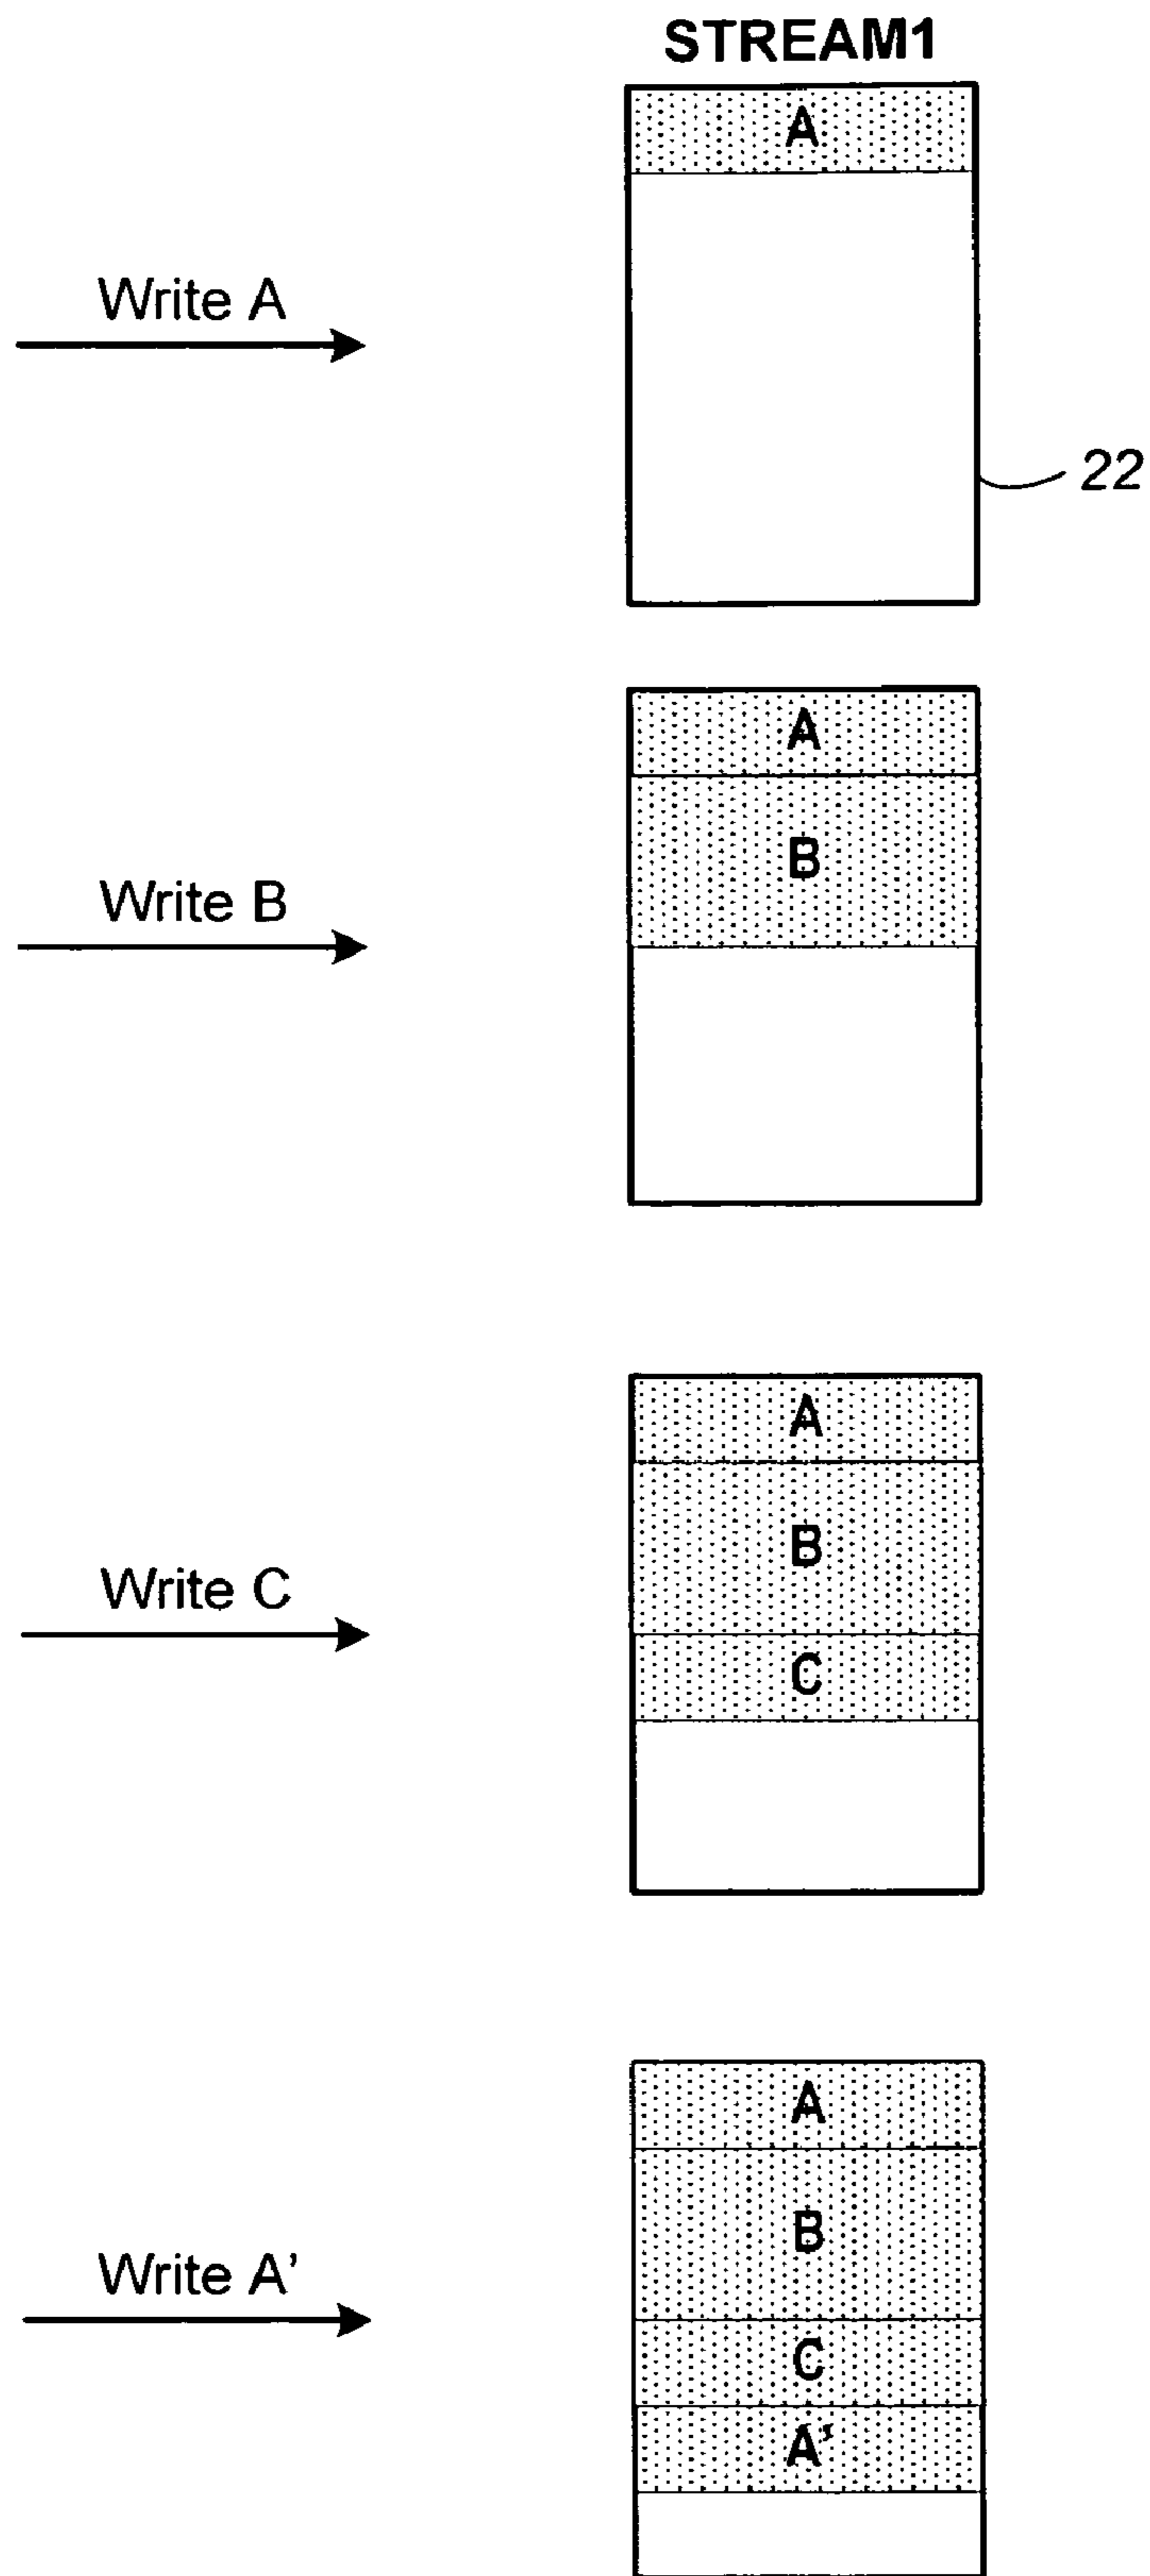 STREAM1
A
Write A
22
A
B
Write B
A
B
Write C
C
A
B
Write A’
C
A’